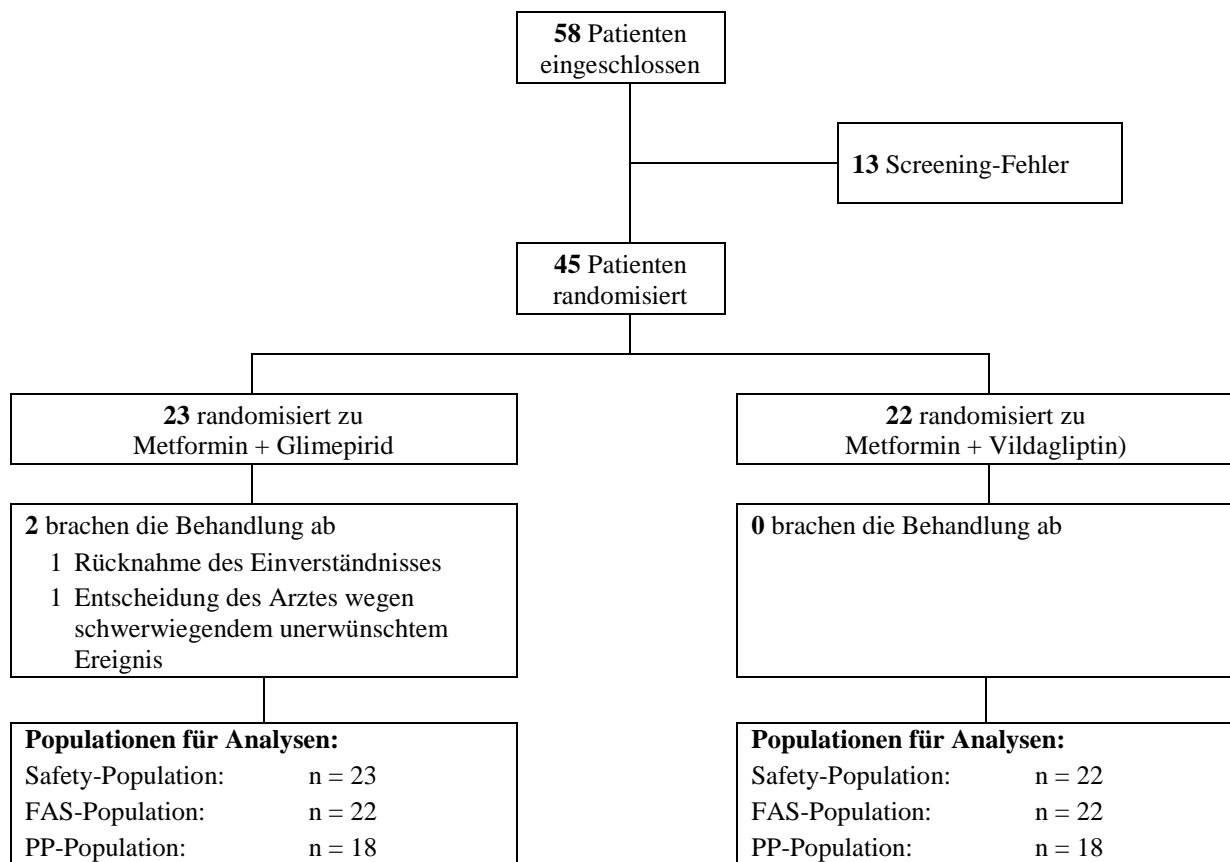 58 Patienten
eingeschlossen
13 Screening-Fehler
45 Patienten
randomisiert
23 randomisiert zu
Metformin + Glimepirid
22 randomisiert zu
Metformin + Vildagliptin)
2 brachen die Behandlung ab
1 Rücknahme des Einverständnisses
1 Entscheidung des Arztes wegen
schwerwiegendem unerwünschtem
Ereignis
0 brachen die Behandlung ab
Populationen für Analysen:
Safety-Population: n = 23
FAS-Population: n = 22
PP-Population: n = 18
Populationen für Analysen:
Safety-Population: n = 22
FAS-Population: n = 22
PP-Population: n = 18